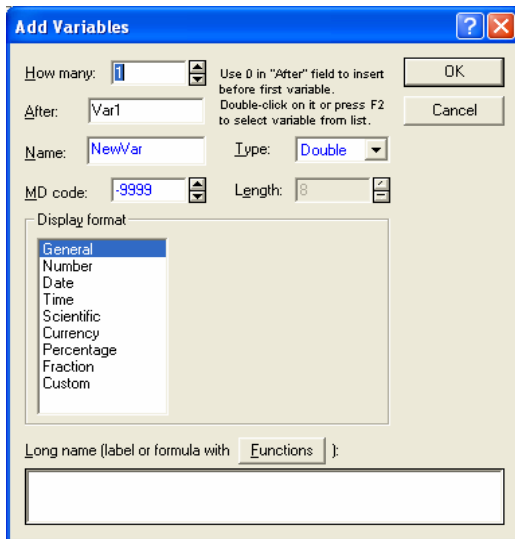 Add Variables
How many: 1
Use 0 in "After" field to insert
before first variable.
Double-click on it or press F2
to select variable from list.
OK
After: Var1
Cancel
Name: NewVar
Type: Double
MD code: -9999
Length: 8
Display format
General
Number
Date
Time
Scientific
Currency
Percentage
Fraction
Custom
Long name (label or formula with Functions ):